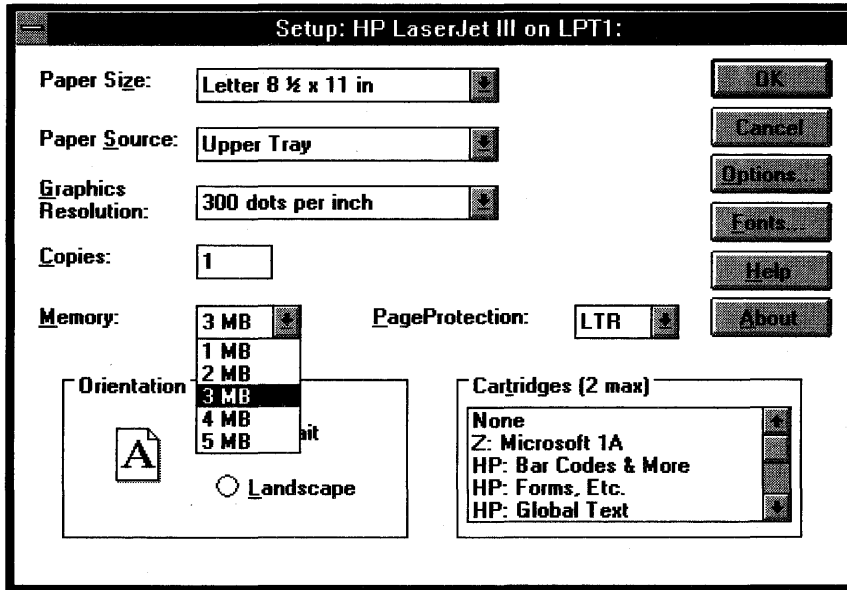 Setup: HP LaserJet III on LPT1:
Paper Size: Letter 8 ½ x 11 in
OK
Paper Source: Upper Tray
Cancel
Graphics Resolution: 300 dots per inch
Options...
Fonts...
Copies: 1
Help
Memory: 3 MB
PageProtection: LTR
About
1 MB
2 MB
3 MB
4 MB
5 MB
Orientation
ait
Landscape
A
Cartridges (2 max)
None
Z: Microsoft 1A
HP: Bar Codes & More
HP: Forms, Etc.
HP: Global Text